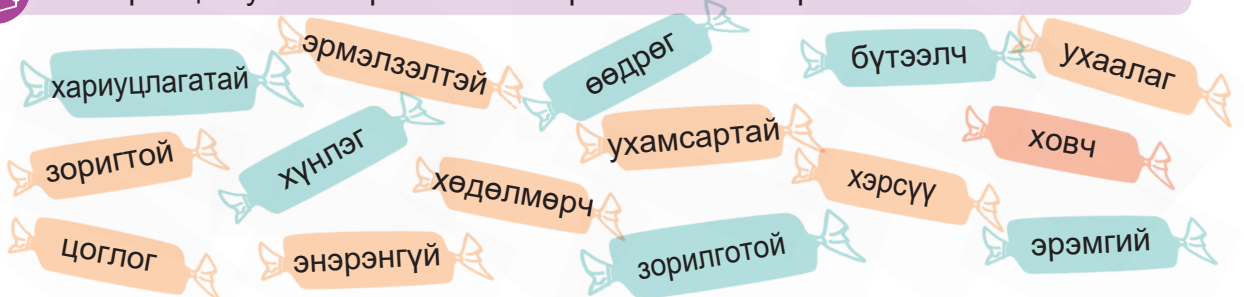 хариуцлагатай
эрмэлзэлтэй
өөдрөг
бүтээлч
ухаалаг
зоригтой
хүнлэг
хөдөлмөрч
ухамсартай
хэрсүү
ховч
цоглог
энэрэнгүй
зорилготой
эрэмгий